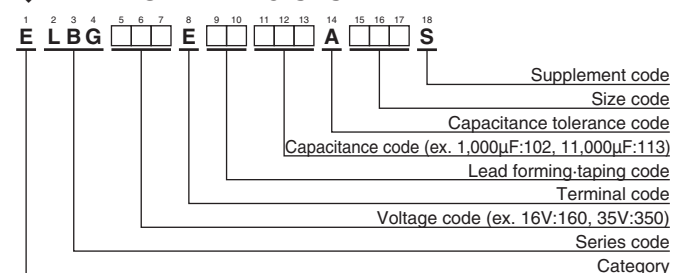 1 2 3 4 5 6 7 8 9 10 11 12 13 14 15 16 17 18
E L B G E A S
Supplement code
Size code
Capacitance tolerance code
Capacitance code (ex. 1,000µF:102, 11,000µF:113)
Lead forming·taping code
Terminal code
Voltage code (ex. 16V:160, 35V:350)
Series code
Category